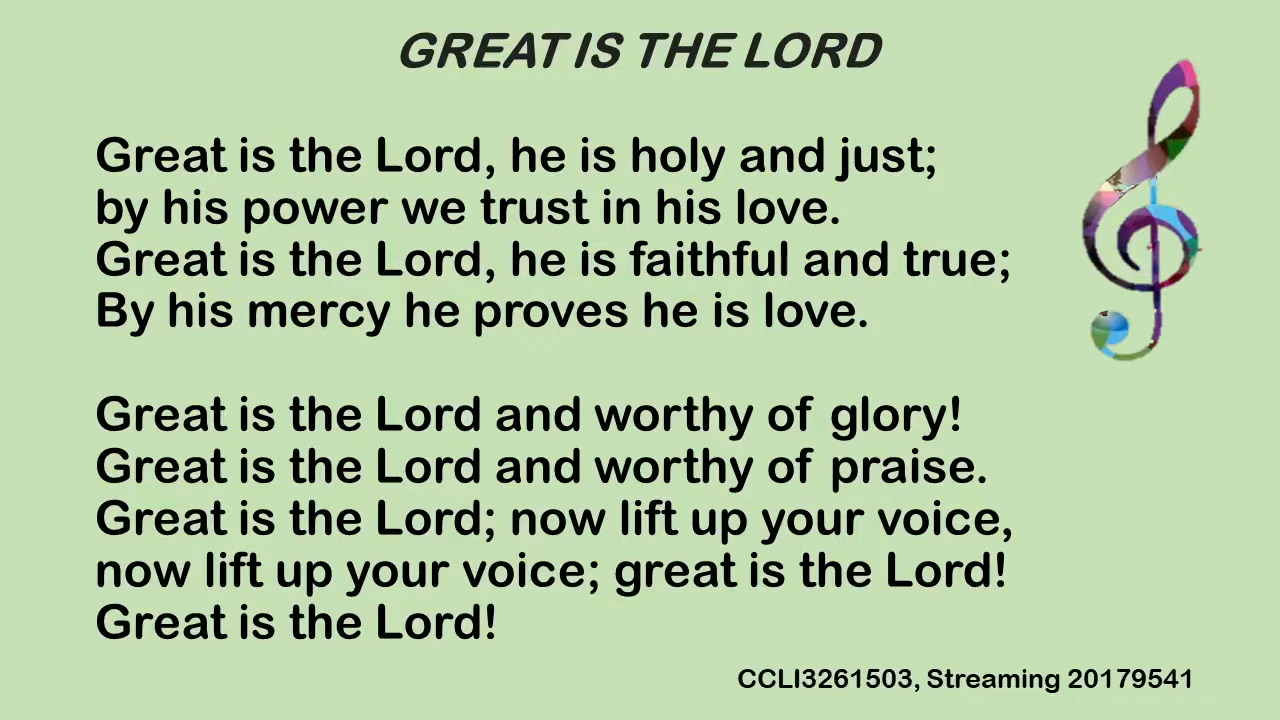 GREAT IS THE LORD
Great is the Lord, he is holy and just;
by his power we trust in his love.
Great is the Lord, he is faithful and true;
By his mercy he proves he is love.
Great is the Lord and worthy of glory!
Great is the Lord and worthy of praise.
Great is the Lord; now lift up your voice,
now lift up your voice; great is the Lord!
Great is the Lord!
CCLI3261503, Streaming 20179541